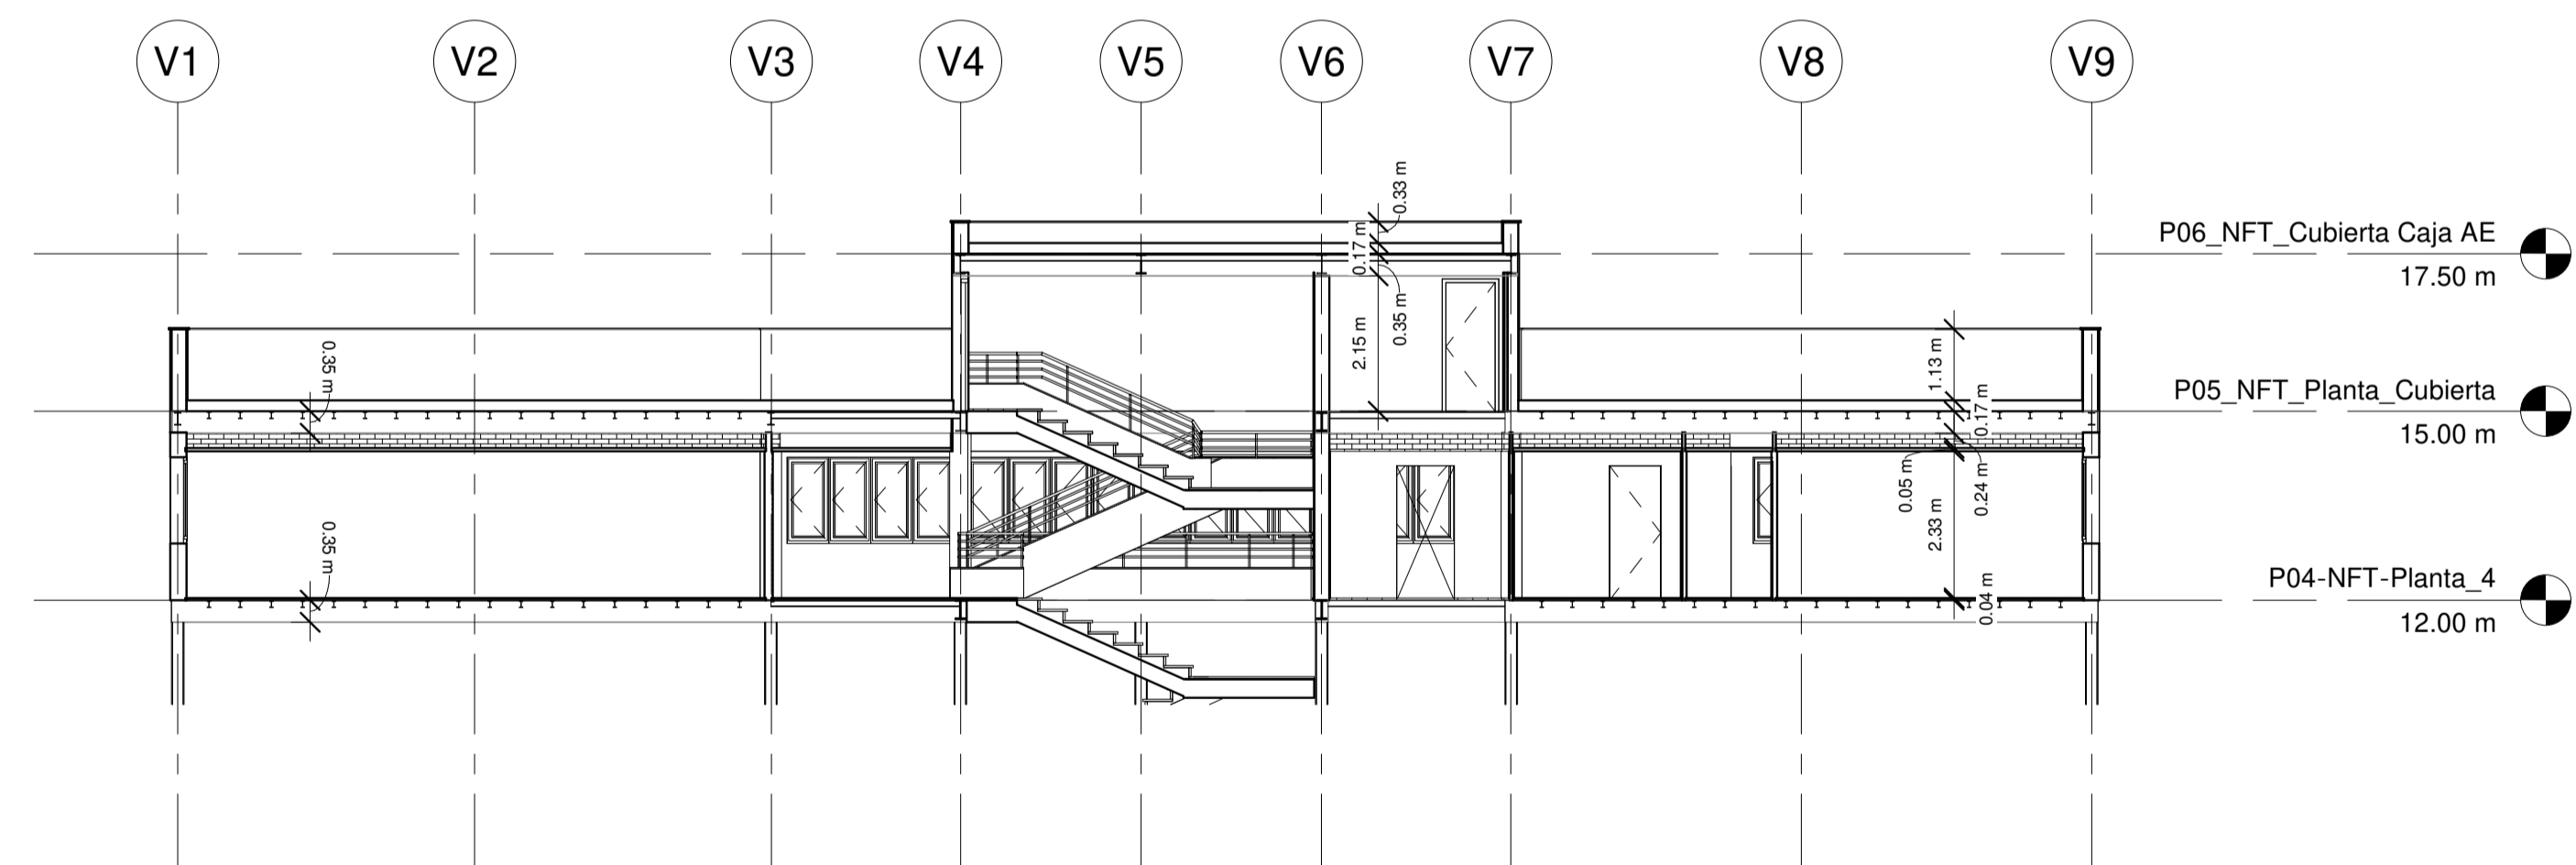 V1 V2 V3 V4 V5 V6 V7 V8 V9
0.33 m
0.17 m
0.35 m
2.15 m
P06_NFT_Cubierta Caja AE
17.50 m
0.35 m
1.13 m
0.17 m
P05_NFT_Planta_Cubierta
15.00 m
0.05 m
0.24 m
2.33 m
0.35 m
0.04 m
P04-NFT-Planta_4
12.00 m